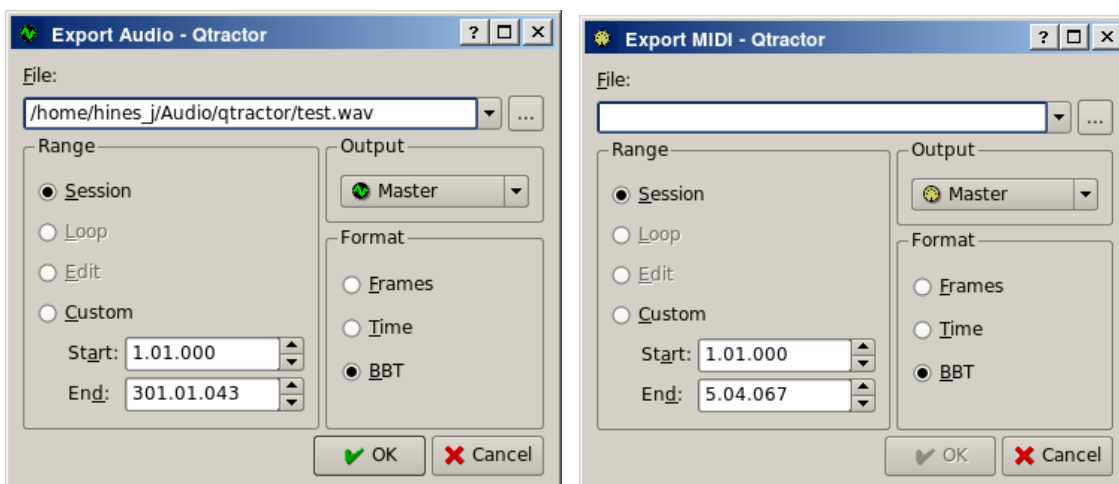 Export Audio - Qtractor
File:
/home/hines_j/Audio/qtractor/test.wav
...
Range
Session
Loop
Edit
Custom
Start: 1.01.000
End: 301.01.043
Output
Master
Format
Frames
Time
BBT
OK Cancel
Export MIDI - Qtractor
File:
...
Range
Session
Loop
Edit
Custom
Start: 1.01.000
End: 5.04.067
Output
Master
Format
Frames
Time
BBT
OK Cancel